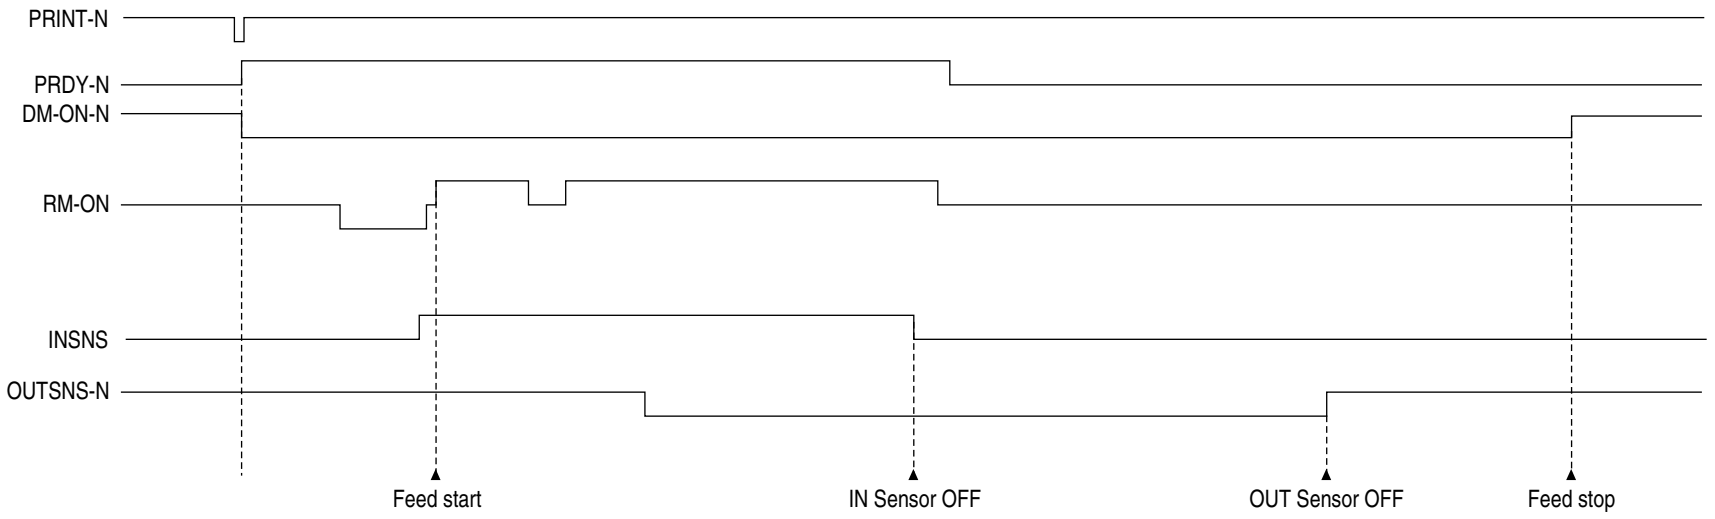 PRINT-N
PRDY-N
DM-ON-N
RM-ON
INSNS
OUTSNS-N
Feed start
IN Sensor OFF
OUT Sensor OFF
Feed stop